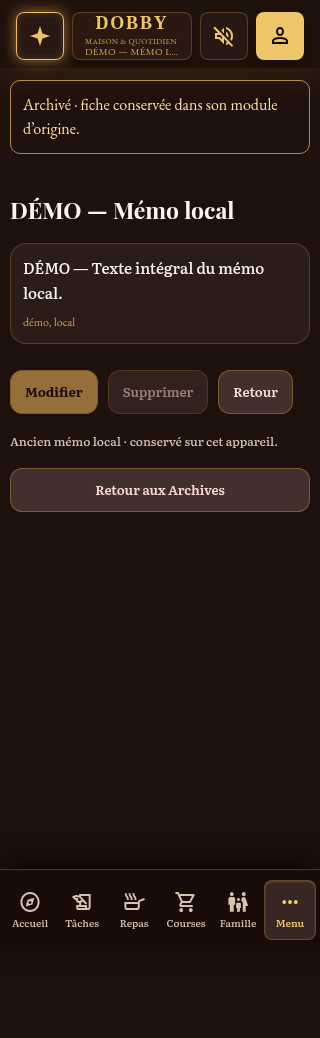 DOBBY
MAISON & QUOTIDIEN
DÉMO — MÉMO L...
Archivé · fiche conservée dans son module
d’origine.
DÉMO — Mémo local
DÉMO — Texte intégral du mémo
local.
démo, local
Modifier
Supprimer
Retour
Ancien mémo local · conservé sur cet appareil.
Retour aux Archives
Accueil
Tâches
Repas
Courses
Famille
Menu